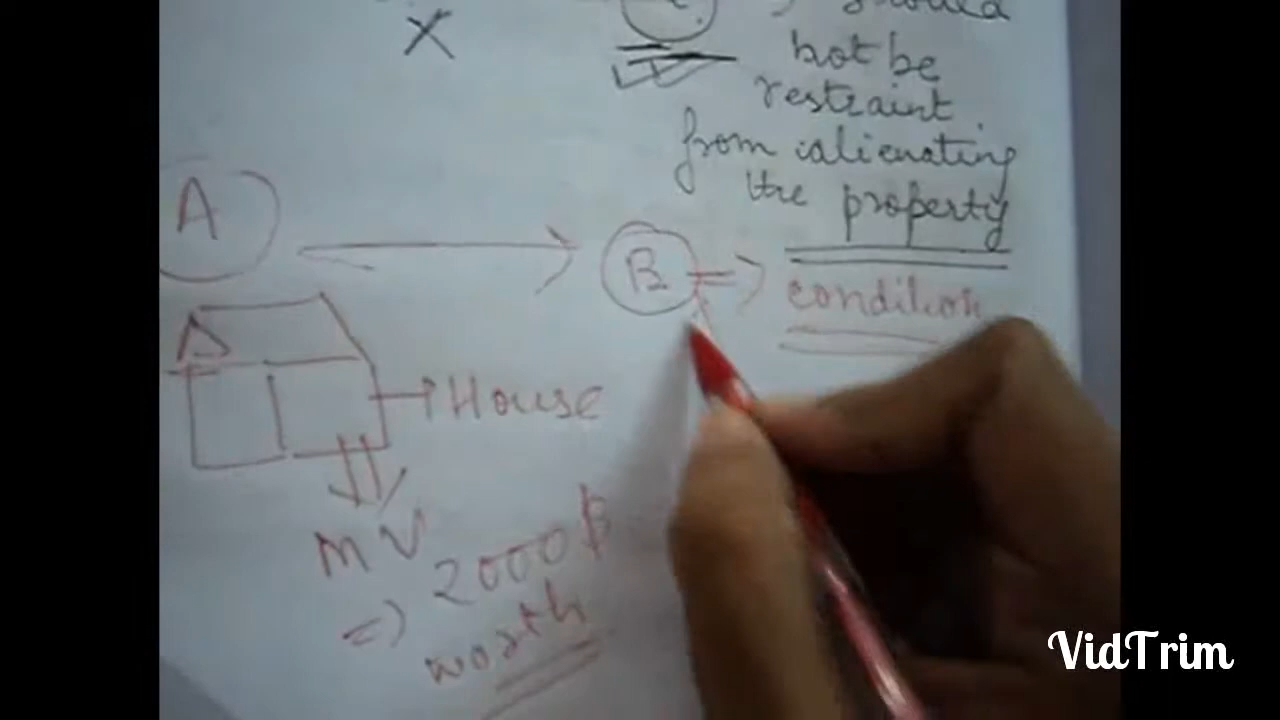 X
should
not be
restraint
from alienating
the property
A
B
condition
House
MV
=> 2000 $
worth
VidTrim